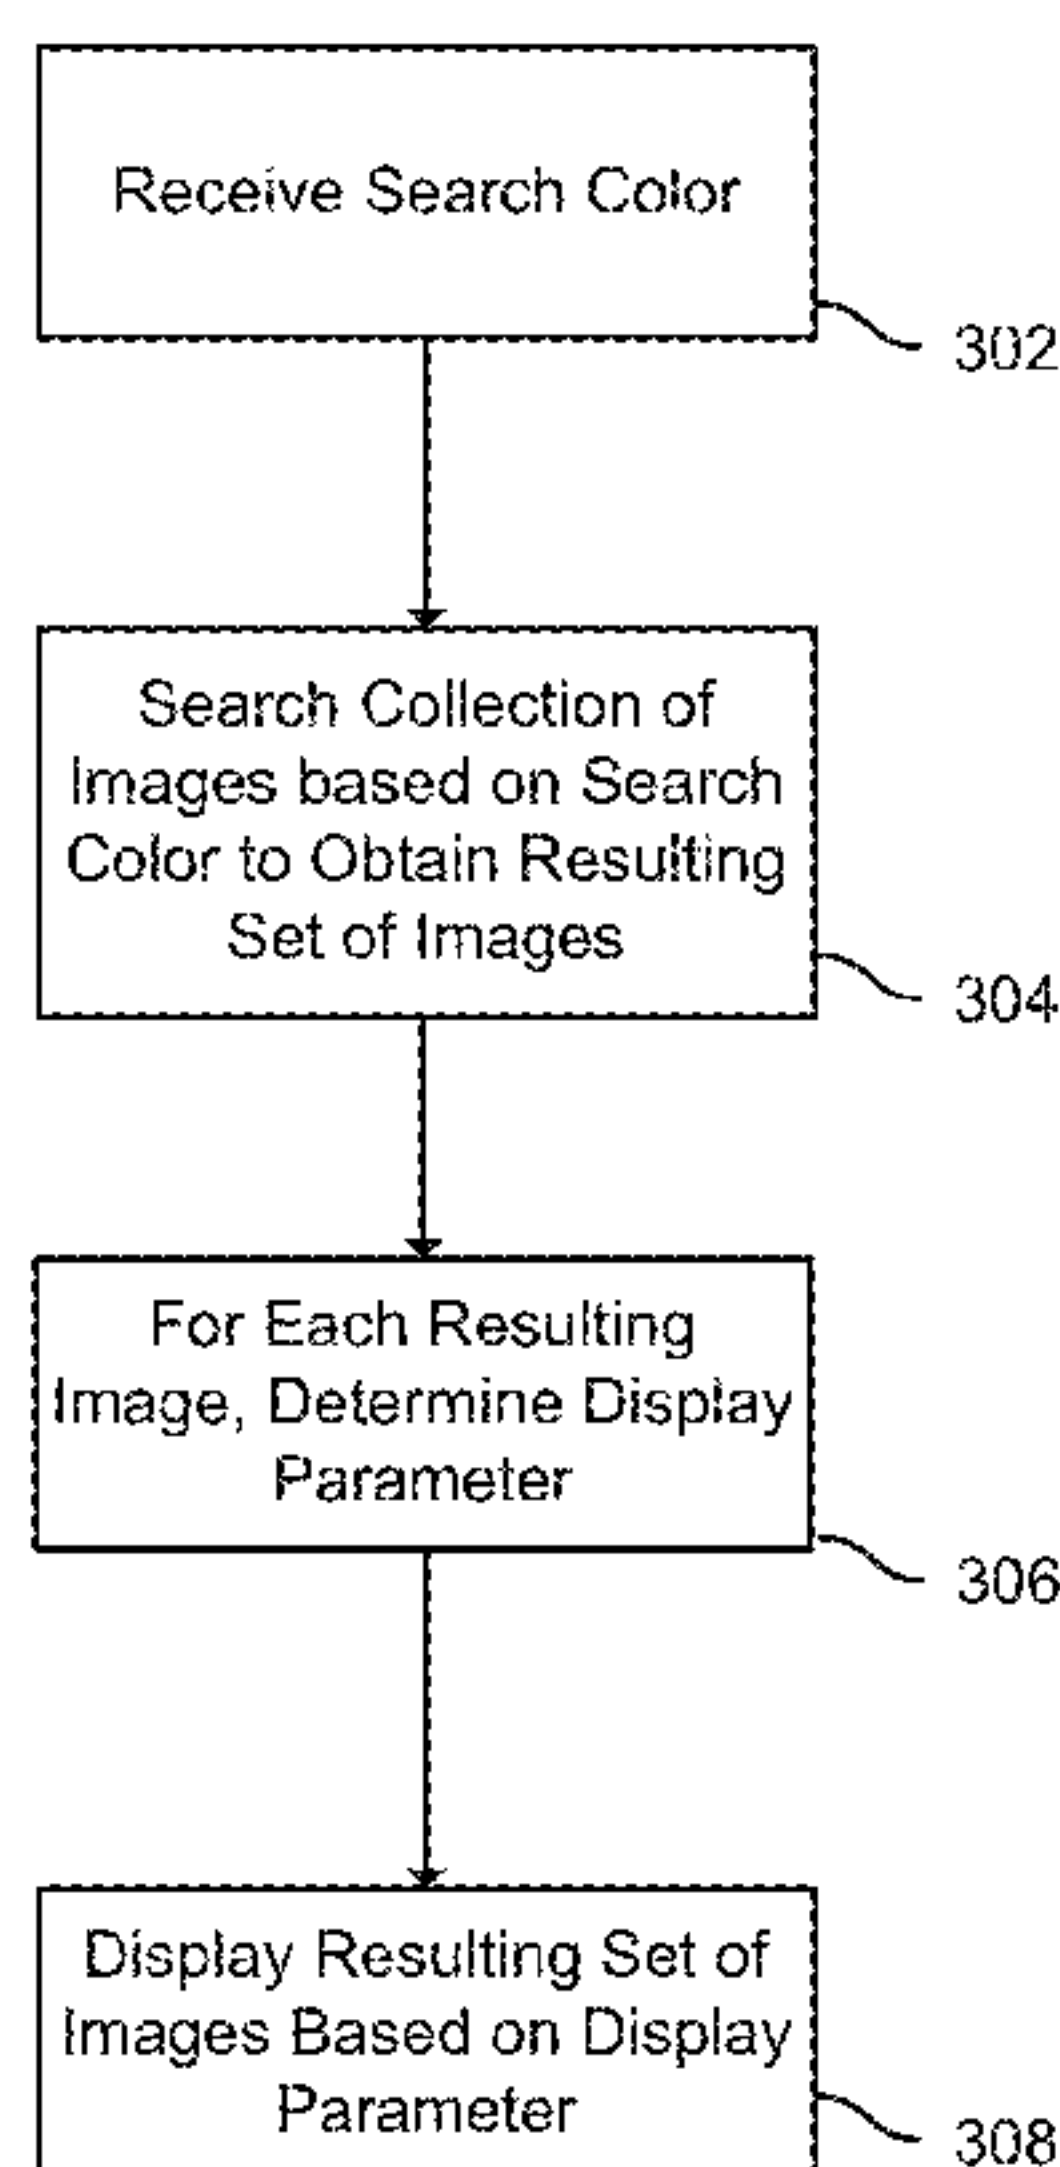 Receive Search Color
302
Search Collection of
Images based on Search
Color to Obtain Resulting
Set of Images
304
For Each Resulting
Image, Determine Display
Parameter
306
Display Resulting Set of
Images Based on Display
Parameter
308